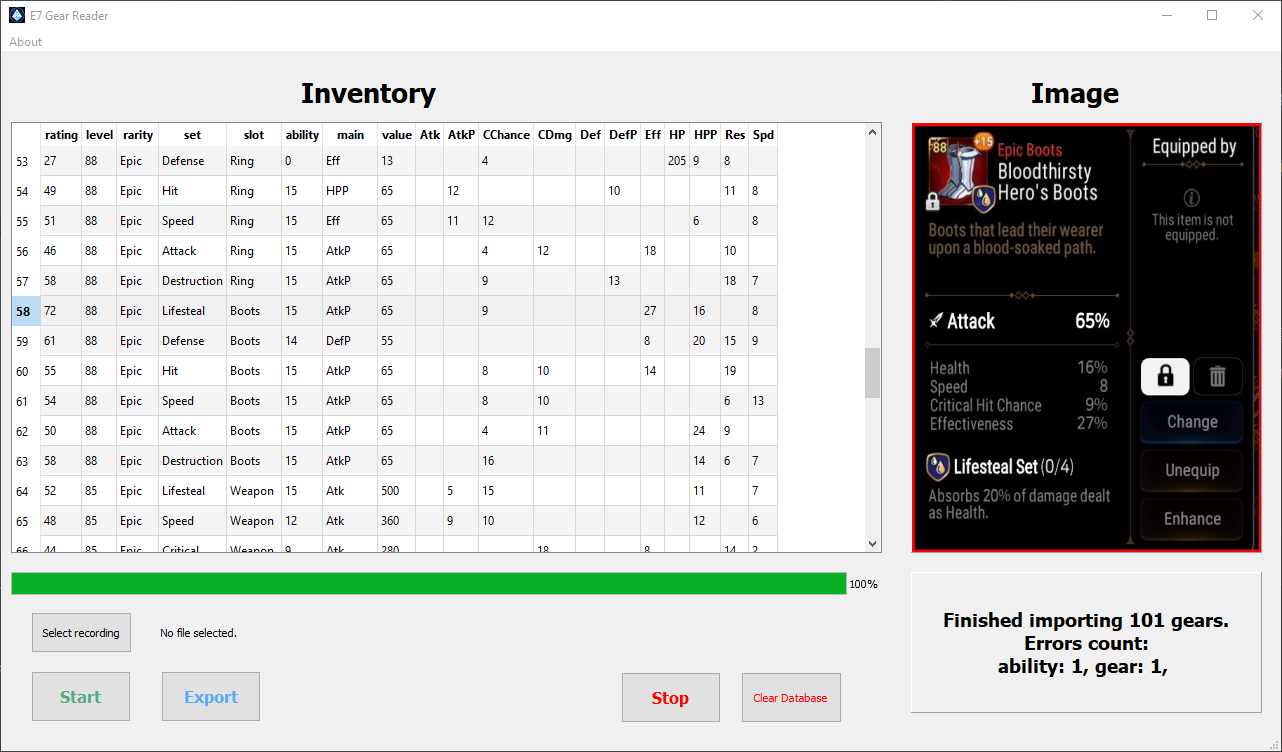 E7 Gear Reader
About
Inventory
rating level rarity set slot ability main value Atk AtkP CChance CDmg Def DefP Eff HP HPP Res Spd
53 27 88 Epic Defense Ring 0 Eff 13 4 205 9 8
54 49 88 Epic Hit Ring 15 HPP 65 12 10 11 8
55 51 88 Epic Speed Ring 15 Eff 65 11 12 6 8
56 46 88 Epic Attack Ring 15 AtkP 65 4 12 18 10
57 58 88 Epic Destruction Ring 15 AtkP 65 9 13 18 7
58 72 88 Epic Lifesteal Boots 15 AtkP 65 9 27 16 8
59 61 88 Epic Defense Boots 14 DefP 55 8 20 15 9
60 55 88 Epic Hit Boots 15 AtkP 65 8 10 14 19
61 54 88 Epic Speed Boots 15 AtkP 65 8 10 6 13
62 50 88 Epic Attack Boots 15 AtkP 65 4 11 24 9
63 58 88 Epic Destruction Boots 15 AtkP 65 16 14 6 7
64 52 85 Epic Lifesteal Weapon 15 Atk 500 5 15 11 7
65 48 85 Epic Speed Weapon 12 Atk 360 9 10 12 6
66 44 85 Epic Critical Weapon 9 Atk 280 18 8 14 2
100%
Select recording
No file selected.
Start
Export
Stop
Clear Database
Image
88
+15
Epic Boots
Bloodthirsty
Hero's Boots
Boots that lead their wearer
upon a blood-soaked path.
Attack 65%
Health 16%
Speed 8
Critical Hit Chance 9%
Effectiveness 27%
Lifesteal Set (0/4)
Absorbs 20% of damage dealt
as Health.
Equipped by
This item is not
equipped.
Change
Unequip
Enhance
Finished importing 101 gears.
Errors count:
ability: 1, gear: 1,